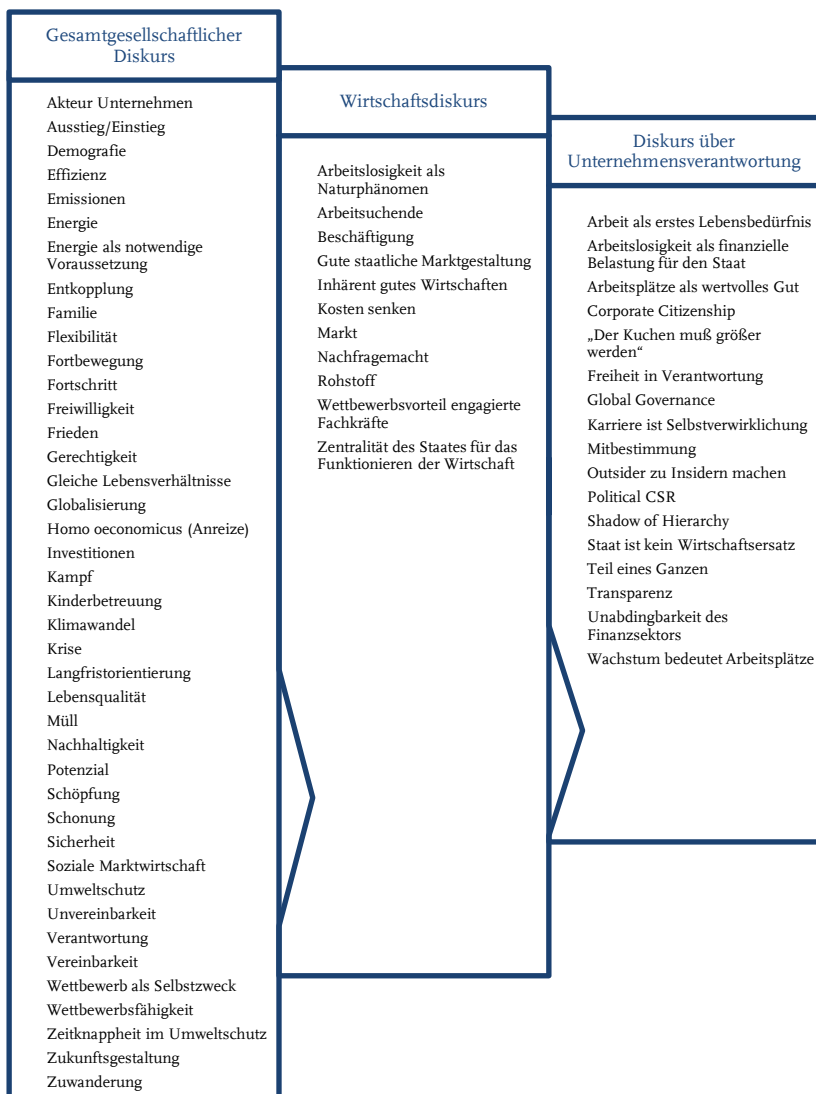 Gesamtgesellschaftlicher
Diskurs
Akteur Unternehmen
Ausstieg/Einstieg
Demografie
Effizienz
Emissionen
Energie
Energie als notwendige
Voraussetzung
Entkopplung
Familie
Flexibilität
Fortbewegung
Fortschritt
Freiwilligkeit
Frieden
Gerechtigkeit
Gleiche Lebensverhältnisse
Globalisierung
Homo oeconomicus (Anreize)
Investitionen
Kampf
Kinderbetreuung
Klimawandel
Krise
Langfristorientierung
Lebensqualität
Müll
Nachhaltigkeit
Potenzial
Schöpfung
Schonung
Sicherheit
Soziale Marktwirtschaft
Umweltschutz
Unvereinbarkeit
Verantwortung
Vereinbarkeit
Wettbewerb als Selbstzweck
Wettbewerbsfähigkeit
Zeitknappheit im Umweltschutz
Zukunftsgestaltung
Zuwanderung
Wirtschaftsdiskurs
Arbeitslosigkeit als
Naturphänomen
Arbeitsuchende
Beschäftigung
Gute staatliche Marktgestaltung
Inhärent gutes Wirtschaften
Kosten senken
Markt
Nachfragemacht
Rohstoff
Wettbewerbsvorteil engagierte
Fachkräfte
Zentralität des Staates für das
Funktionieren der Wirtschaft
Diskurs über
Unternehmensverantwortung
Arbeit als erstes Lebensbedürfnis
Arbeitslosigkeit als finanzielle
Belastung für den Staat
Arbeitsplätze als wertvolles Gut
Corporate Citizenship
„Der Kuchen muß größer
werden“
Freiheit in Verantwortung
Global Governance
Karriere ist Selbstverwirklichung
Mitbestimmung
Outsider zu Insidern machen
Political CSR
Shadow of Hierarchy
Staat ist kein Wirtschaftsersatz
Teil eines Ganzen
Transparenz
Unabdingbarkeit des
Finanzsektors
Wachstum bedeutet Arbeitsplätze